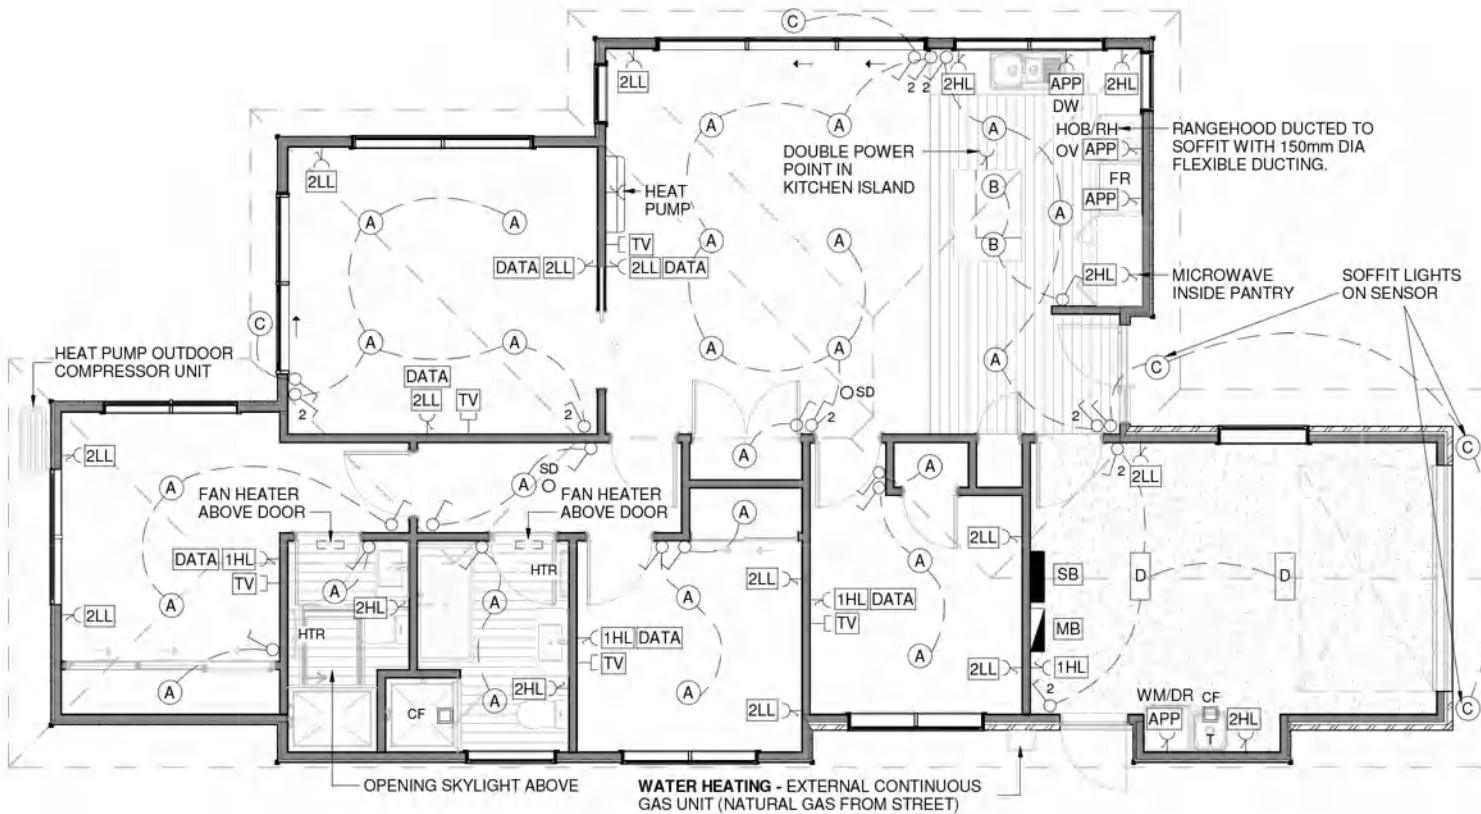 C
2LL
2
2
2HL
APP
2HL
DW
A
A
A
HOB/RH
RANGEHOOD DUCTED TO
SOFFIT WITH 150mm DIA
FLEXIBLE DUCTING.
OV
APP
DOUBLE POWER
POINT IN
KITCHEN ISLAND
2LL
HEAT
PUMP
B
FR
APP
A
A
A
TV
A
A
B
DATA
2LL
2LL
DATA
2HL
MICROWAVE
INSIDE PANTRY
SOFFIT LIGHTS
ON SENSOR
C
A
A
A
A
A
C
HEAT PUMP OUTDOOR
COMPRESSOR UNIT
DATA
2LL
TV
2
2
2
SD
2
C
2LL
A
FAN HEATER
ABOVE DOOR
A
SD
FAN HEATER
ABOVE DOOR
A
A
2
2LL
A
2LL
DATA
1HL
TV
HTR
2LL
A
SB
D
D
A
A
A
A
2HL
1HL
DATA
TV
2LL
HTR
1HL
DATA
TV
MB
A
2LL
1HL
A
A
2HL
A
2
WM/DR
CF
CF
2LL
APP
T
2HL
C
OPENING SKYLIGHT ABOVE
WATER HEATING - EXTERNAL CONTINUOUS
GAS UNIT (NATURAL GAS FROM STREET)